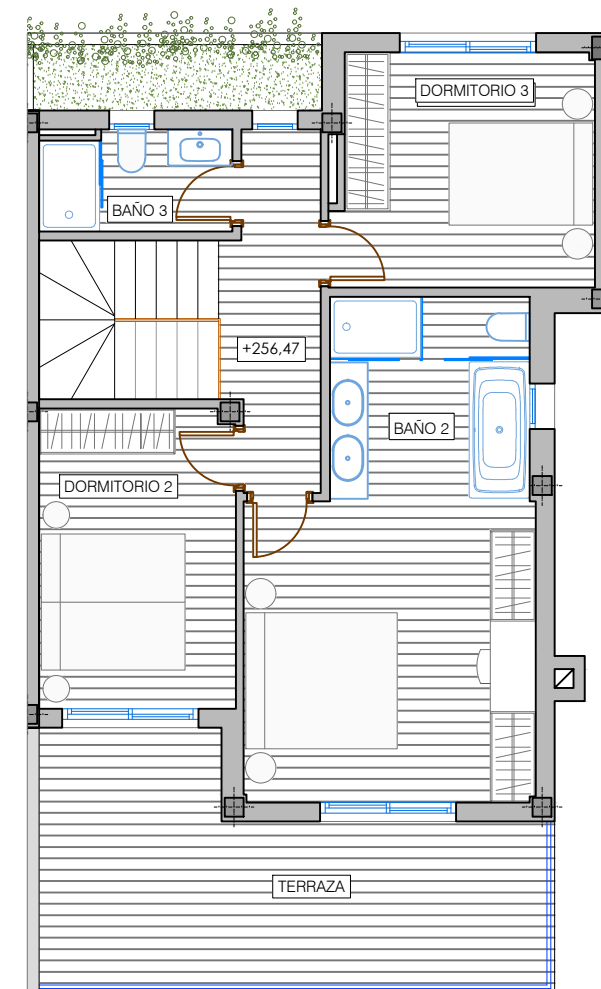 DORMITORIO 3
BAÑO 3
+256,47
BAÑO 2
DORMITORIO 2
TERRAZA